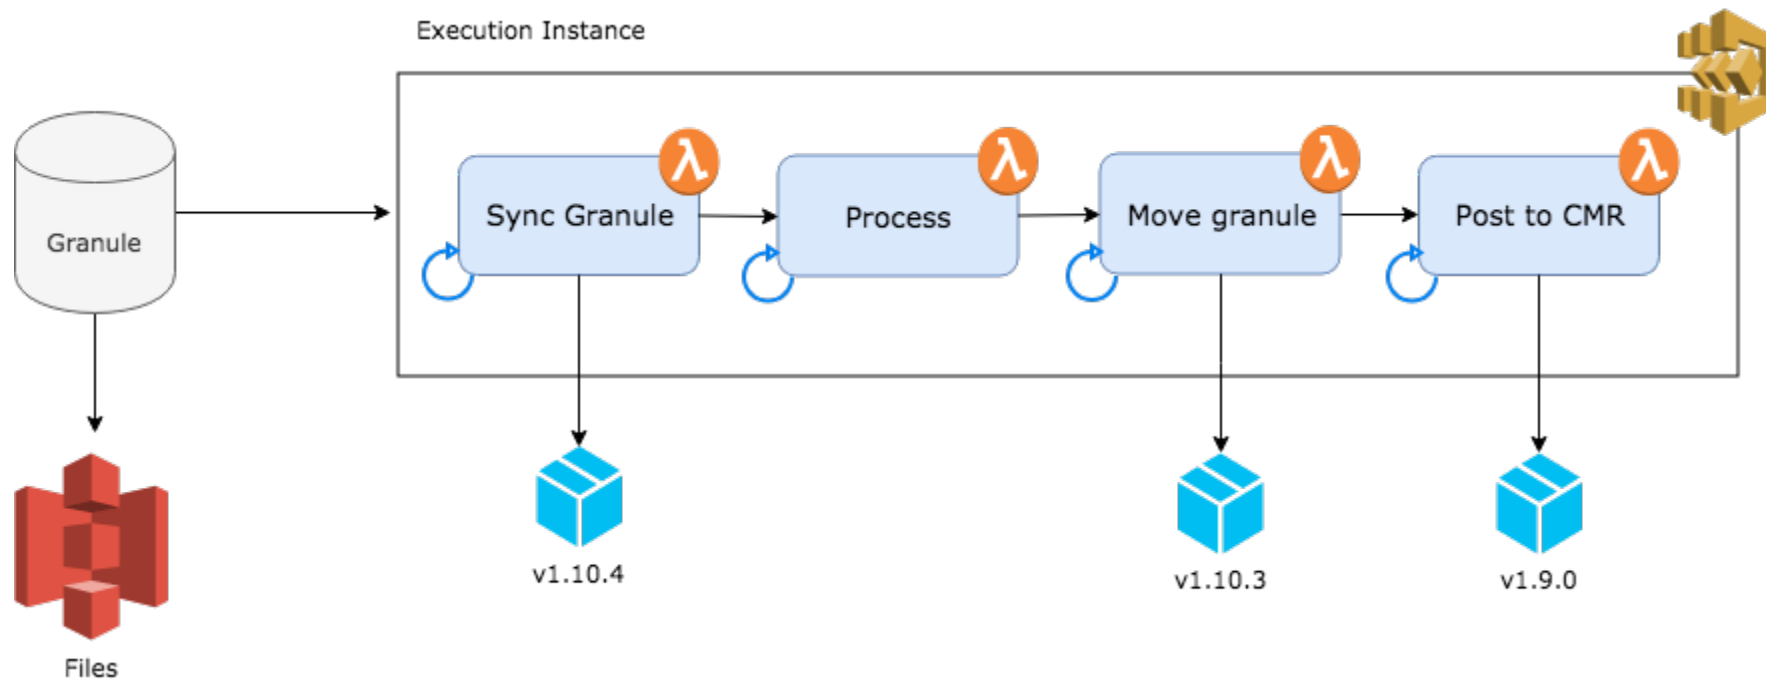 Execution Instance
Granule
Sync Granule
Process
Move granule
Post to CMR
v1.10.4
v1.10.3
v1.9.0
Files